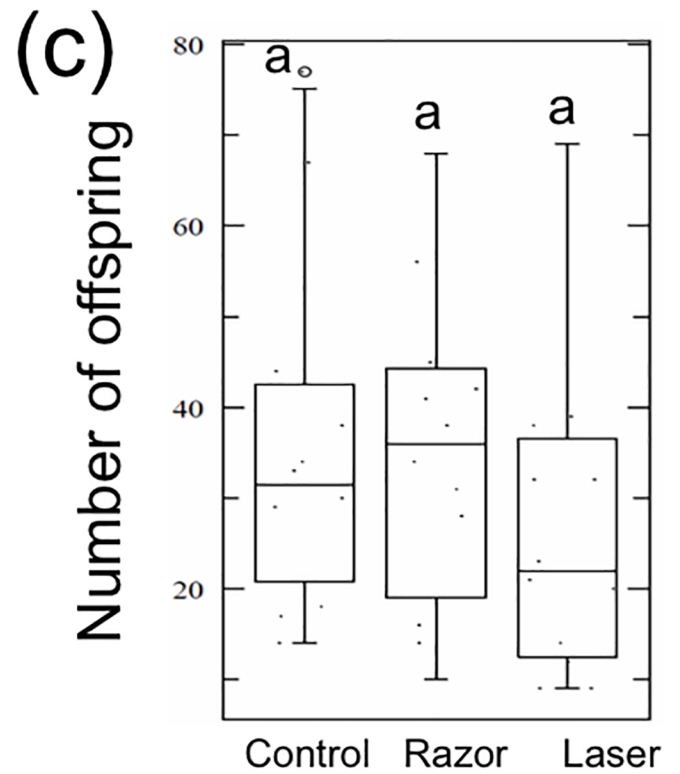 (c)
Number of offspring
80
60
40
20
a
a
a
Control Razor Laser